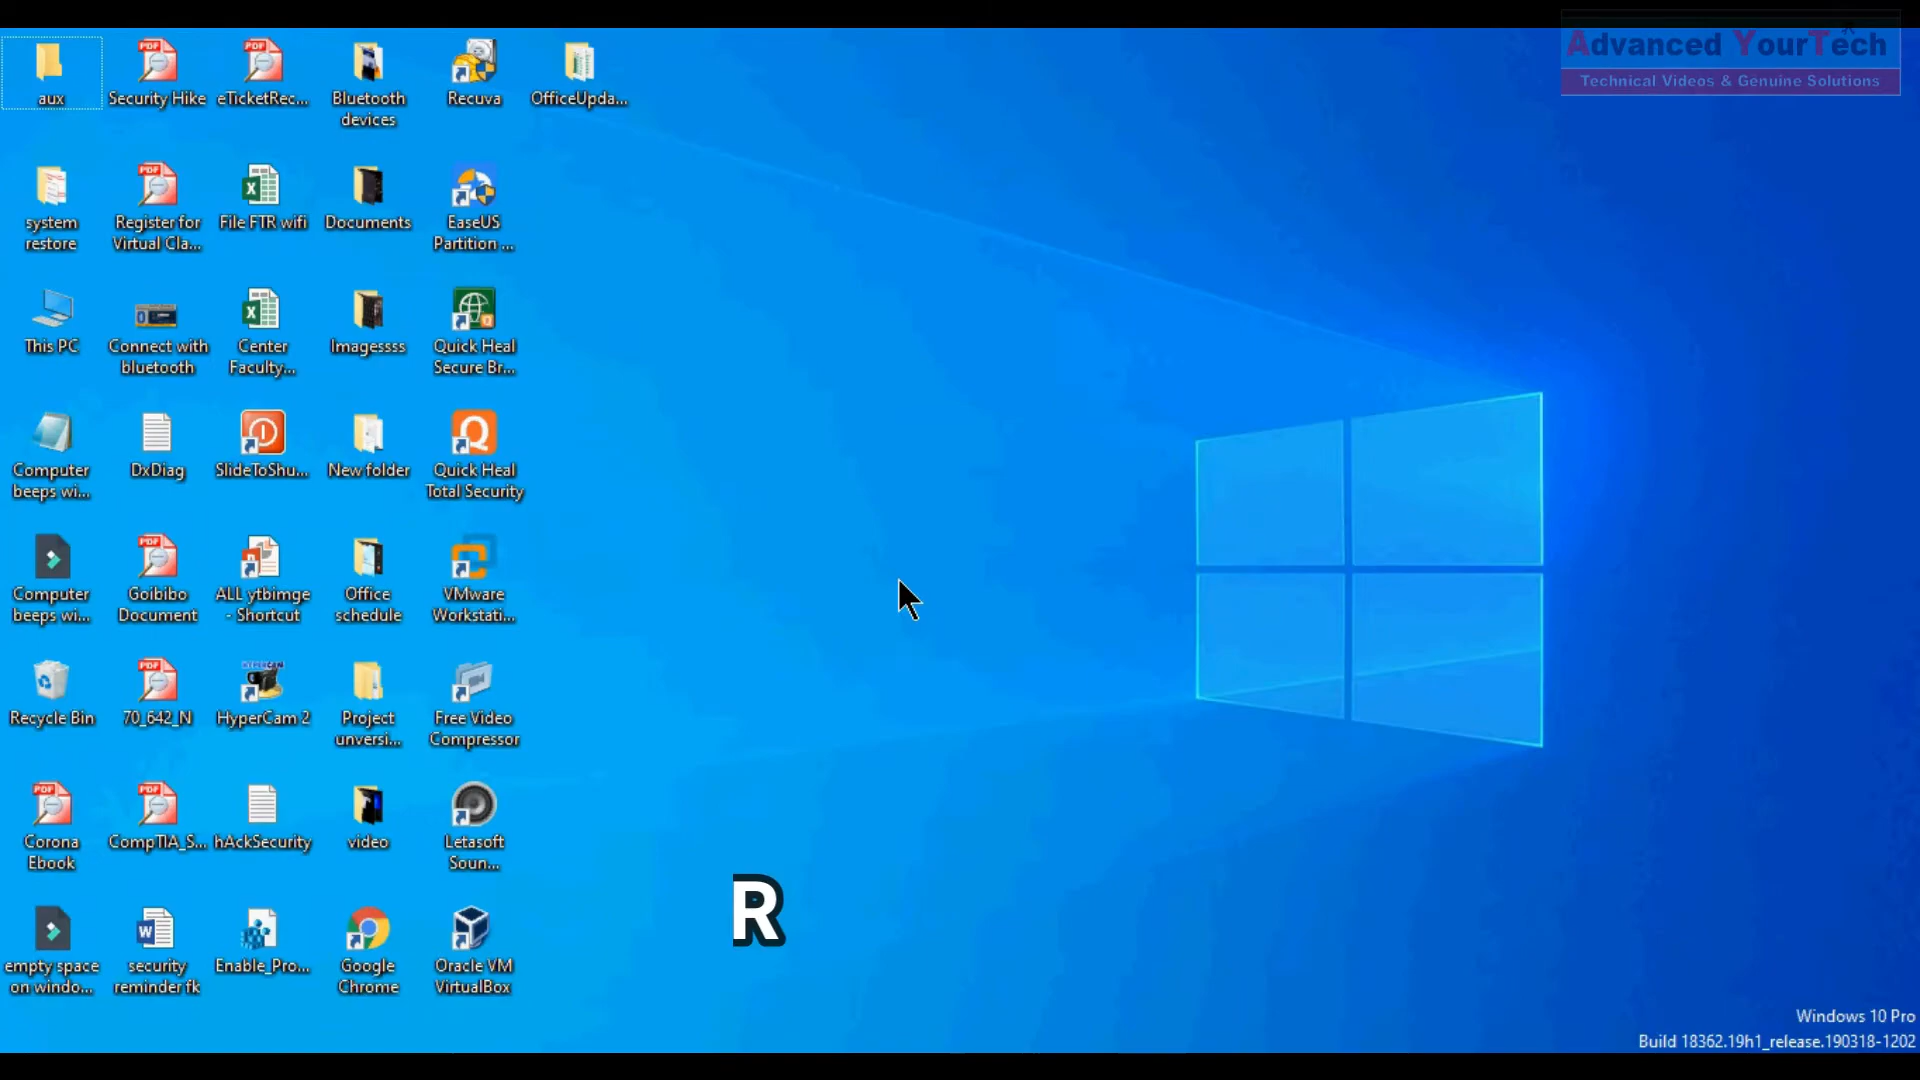 Advanced YourTech
Technical Videos & Genuine Solutions
aux
Security Hike
eTicketRec...
Bluetooth
devices
Recuva
OfficeUpda...
system
restore
Register for
Virtual Cla...
File FTR wifi
Documents
EaseUS
Partition ...
This PC
Connect with
bluetooth
Center
Faculty...
Imagessss
Quick Heal
Secure Br...
Computer
beeps wi...
DxDiag
SlideToShu...
New folder
Quick Heal
Total Security
Computer
beeps wi...
Goibibo
Document
ALL ytbimge
- Shortcut
Office
schedule
VMware
Workstati...
Recycle Bin
70_642_N
HyperCam 2
Project
unversi...
Free Video
Compressor
Corona
Ebook
CompTIA_S...
hAckSecurity
video
Letasoft
Soun...
R
empty space
on windo...
security
reminder fk
Enable_Pro...
Google
Chrome
Oracle VM
VirtualBox
Windows 10 Pro
Build 18362.19h1_release.190318-1202